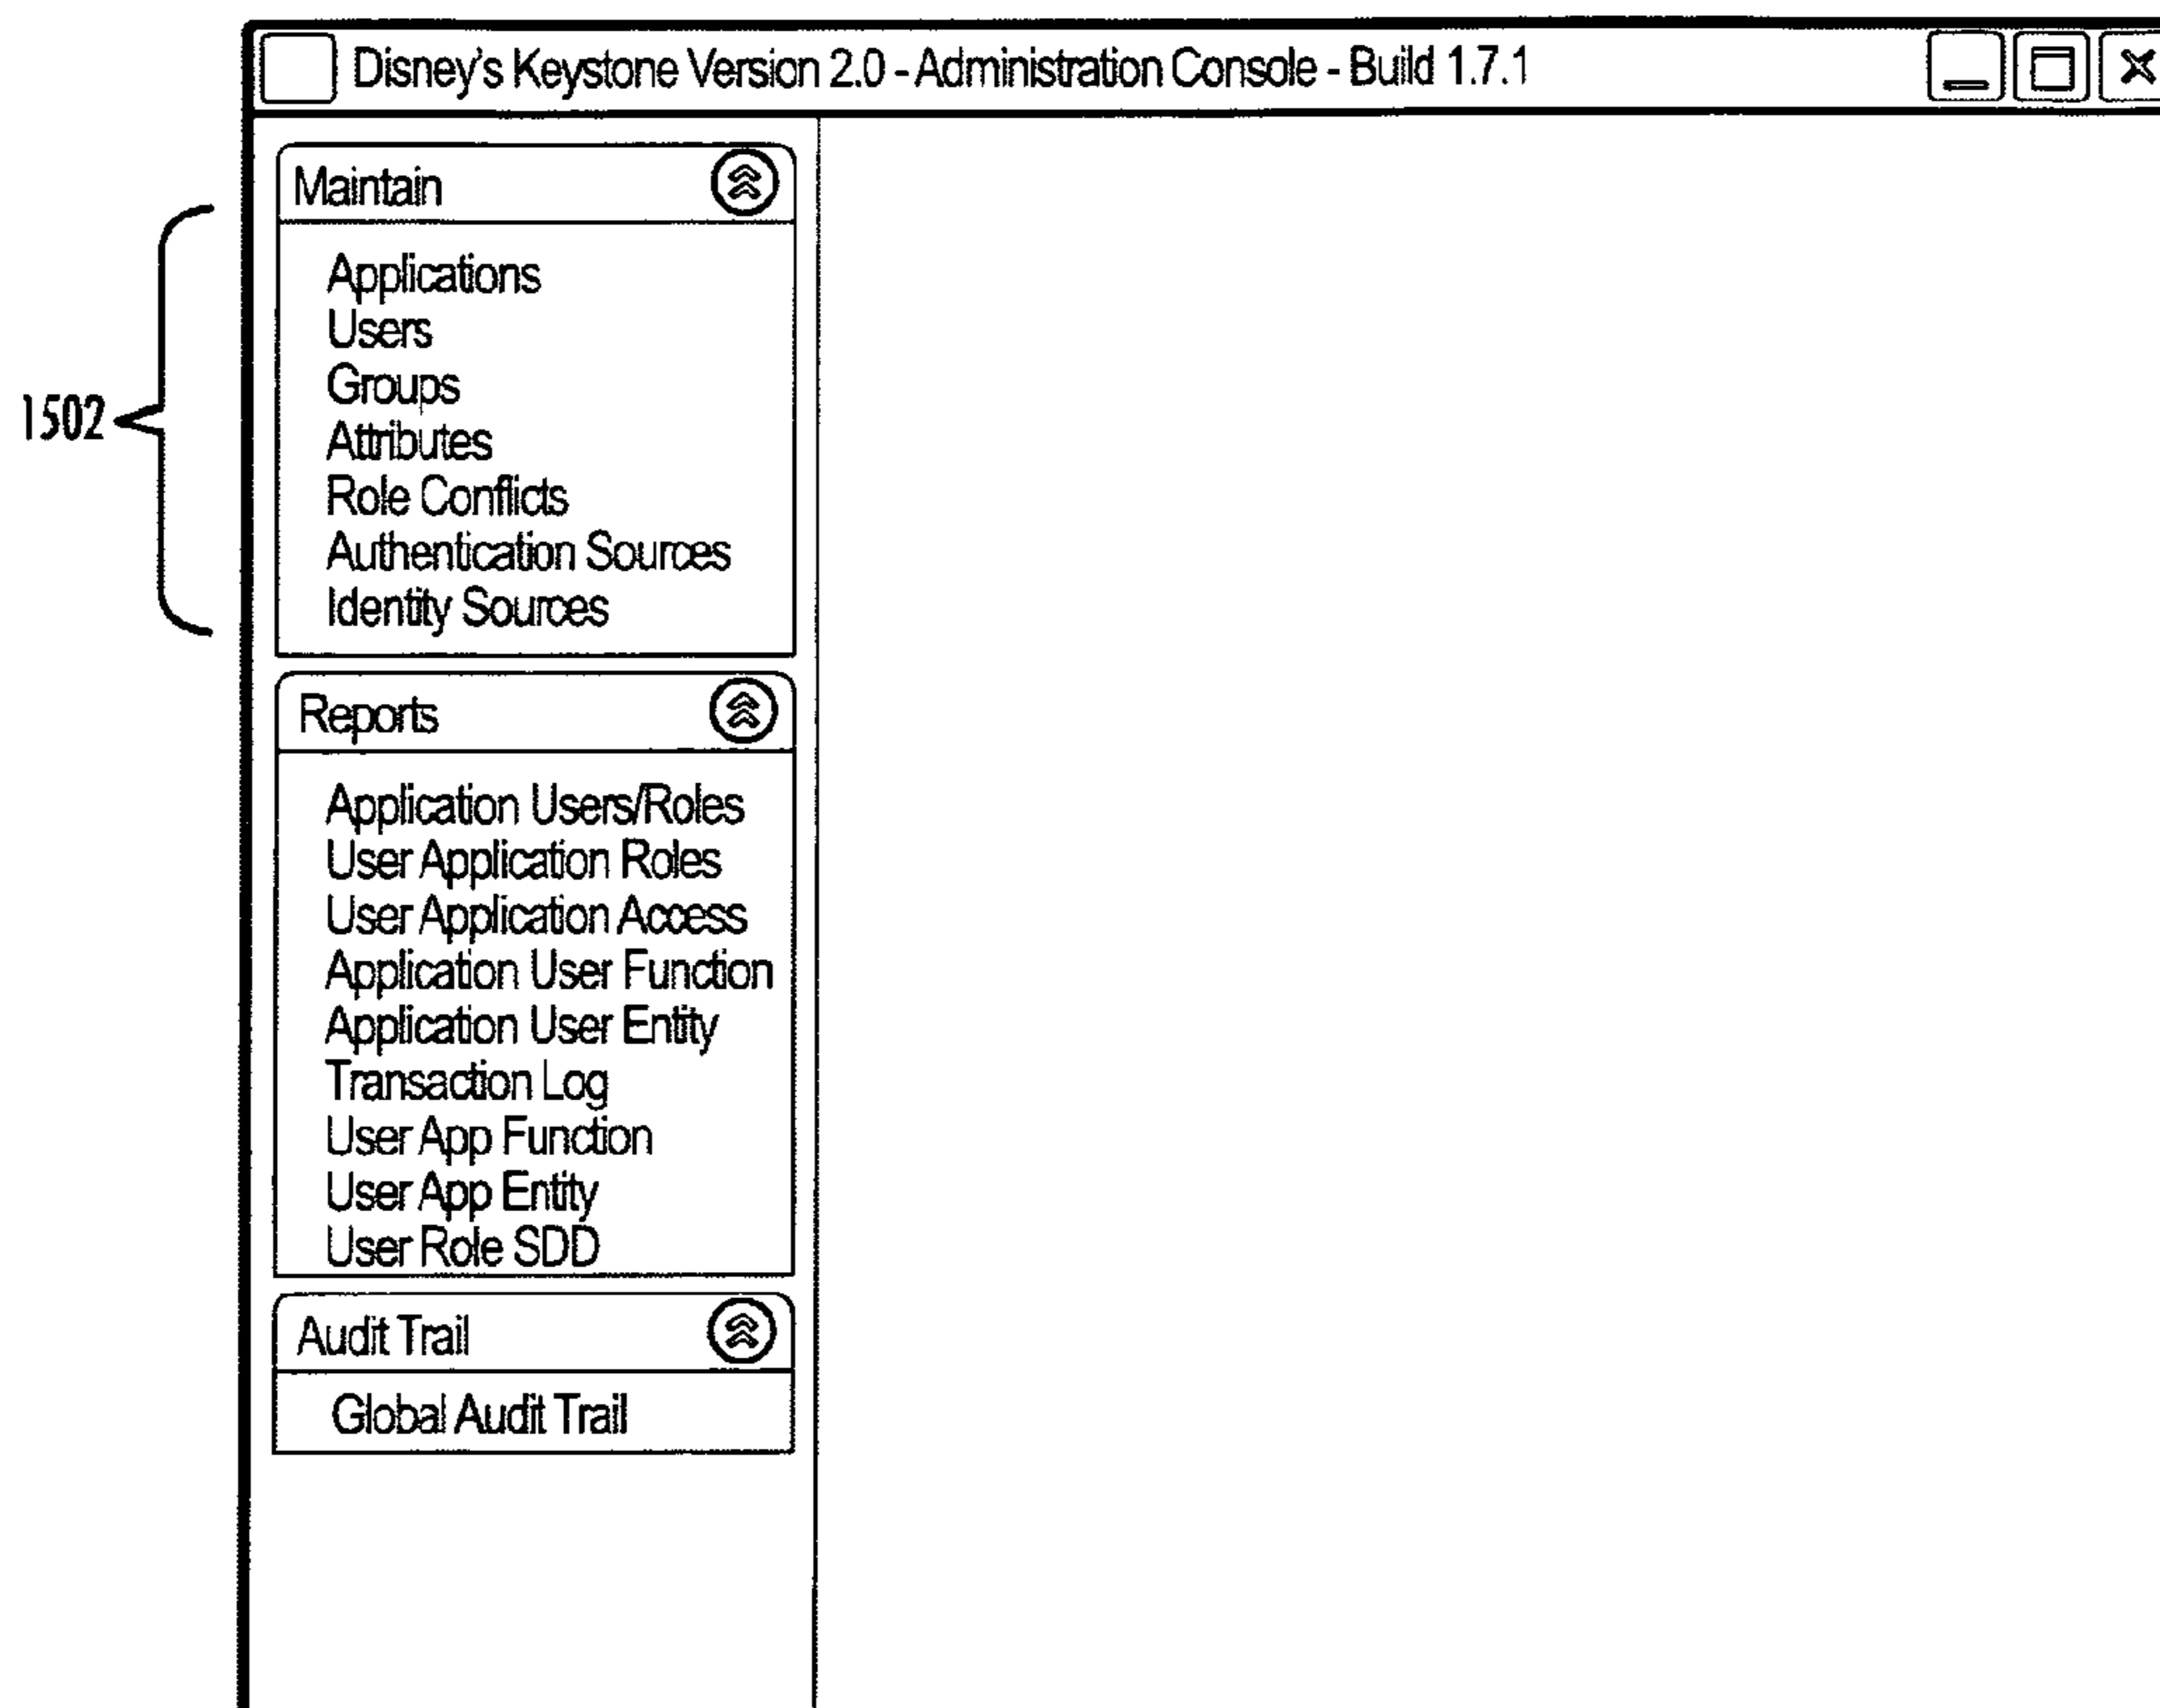 Disney's Keystone Version 2.0 - Administration Console - Build 1.7.1
Maintain
Applications
Users
Groups
Attributes
Role Conflicts
Authentication Sources
Identity Sources
1502
Reports
Application Users/Roles
User Application Roles
User Application Access
Application User Function
Application User Entity
Transaction Log
User App Function
User App Entity
User Role SDD
Audit Trail
Global Audit Trail